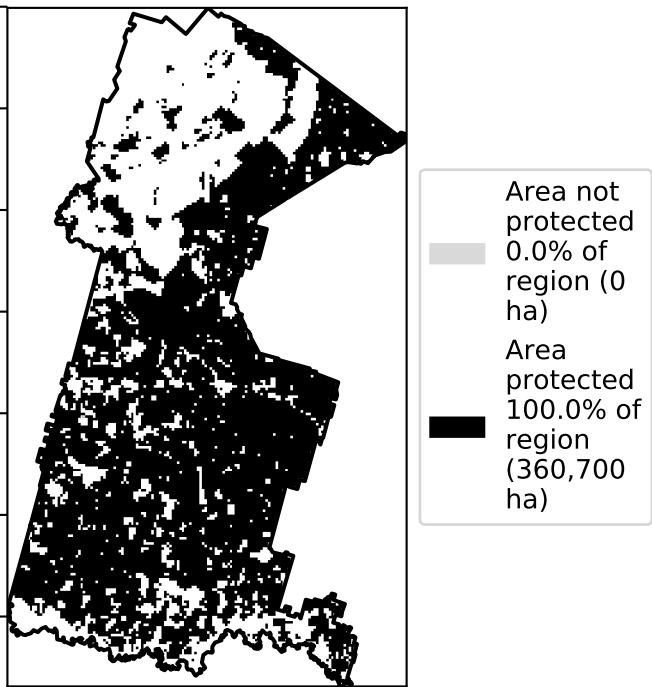 Area not
protected
0.0% of
region (0
ha)
Area
protected
100.0% of
region
(360,700
ha)